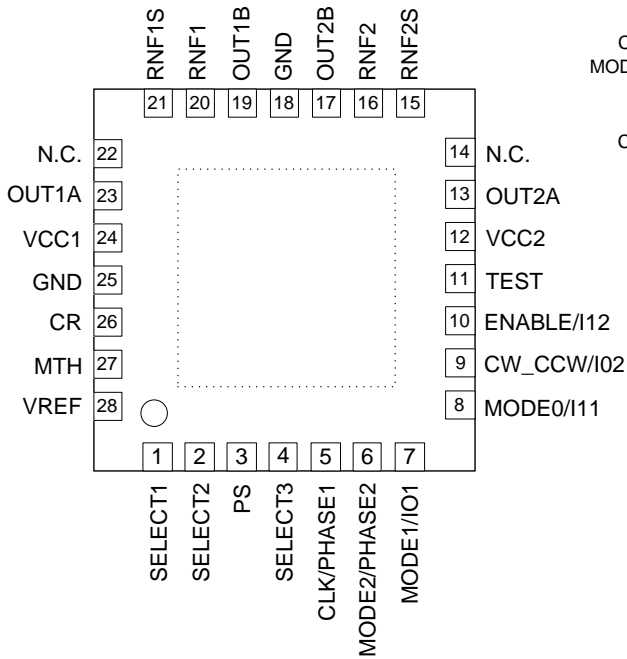 RNF1S
RNF1
OUT1B
GND
OUT2B
RNF2
RNF2S
21
20
19
18
17
16
15
N.C.
22
OUT1A
23
VCC1
24
GND
25
CR
26
MTH
27
VREF
28
14
N.C.
13
OUT2A
12
VCC2
11
TEST
10
ENABLE/I12
9
CW_CCW/I02
8
MODE0/I11
1
2
3
4
5
6
7
SELECT1
SELECT2
PS
SELECT3
CLK/PHASE1
MODE2/PHASE2
MODE1/IO1
C
MOD
C